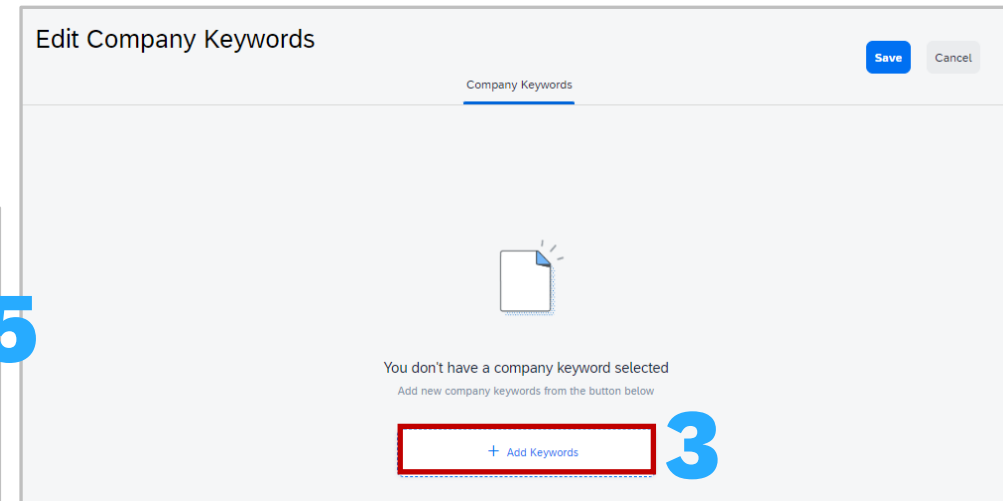 Edit Company Keywords
Save
Cancel
Company Keywords
5
You don't have a company keyword selected
Add new company keywords from the button below
+ Add Keywords
3